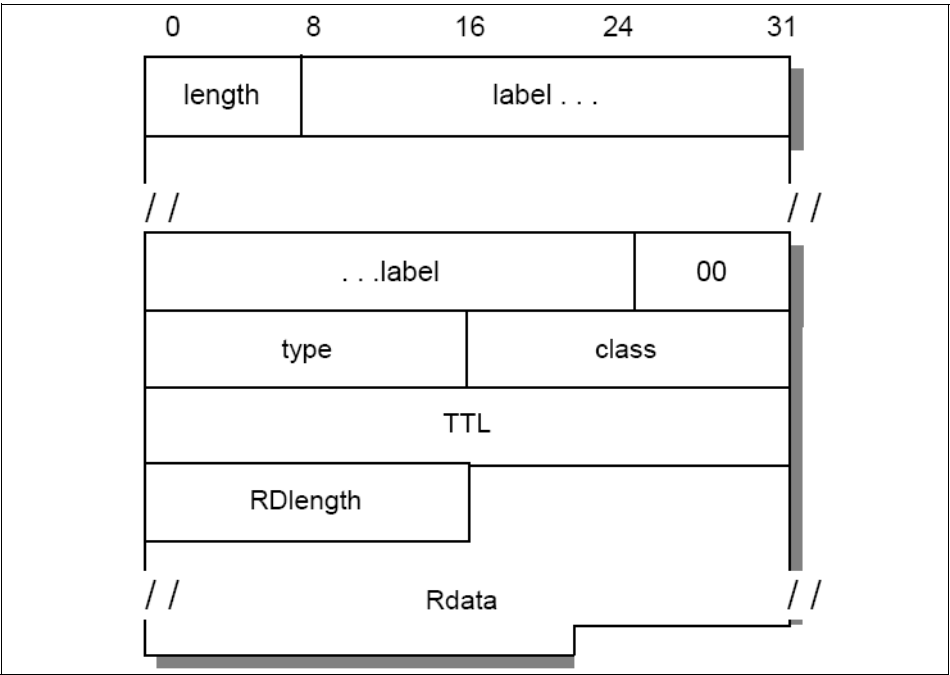 0 8 16 24 31
length label . . .
/ / / /
. . .label 00
type class
TTL
RDlength
/ / Rdata / /